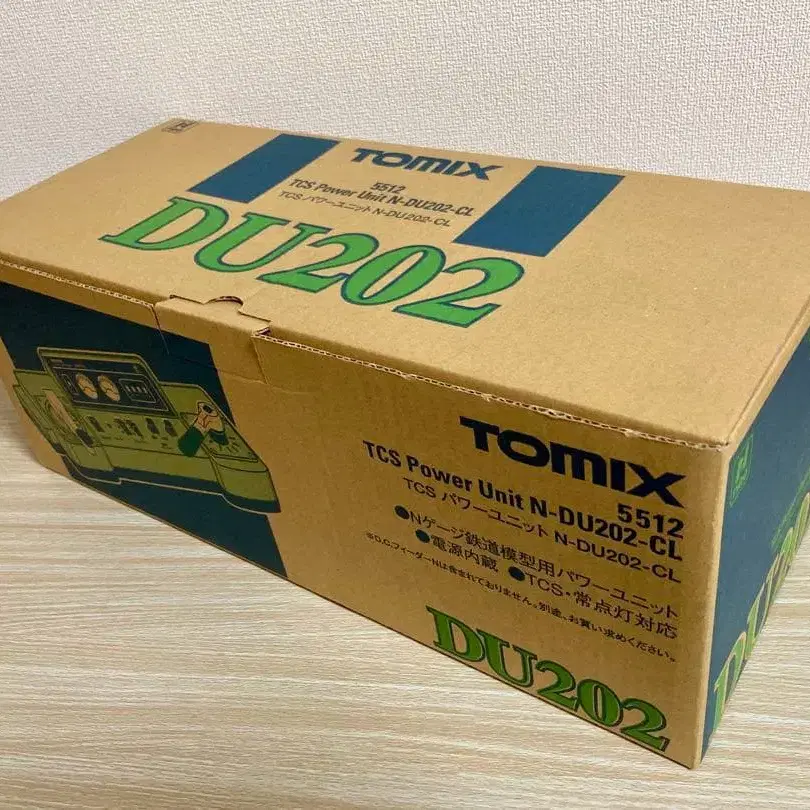 TOMIX
5512
TCS Power Unit N-DU202-CL
TCS パワーユニット N-DU202-CL
DU202
TOMIX
5512
TCS Power Unit N-DU202-CL
TCS パワーユニット N-DU202-CL
●Nゲージ鉄道模型用パワーユニット
●電源内蔵 ●TCS・常点灯対応
※D.C.フィーダーNは含まれておりません。別途、お買い求めください。
DU202
DU